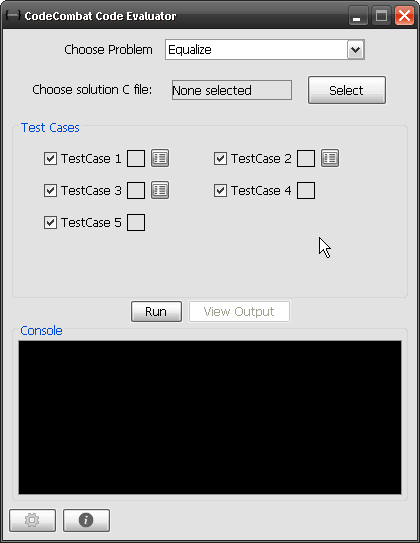 CodeCombat Code Evaluator
Choose Problem Equalize
Choose solution C file: None selected Select
Test Cases
TestCase 1 TestCase 2
TestCase 3 TestCase 4
TestCase 5
Run View Output
Console